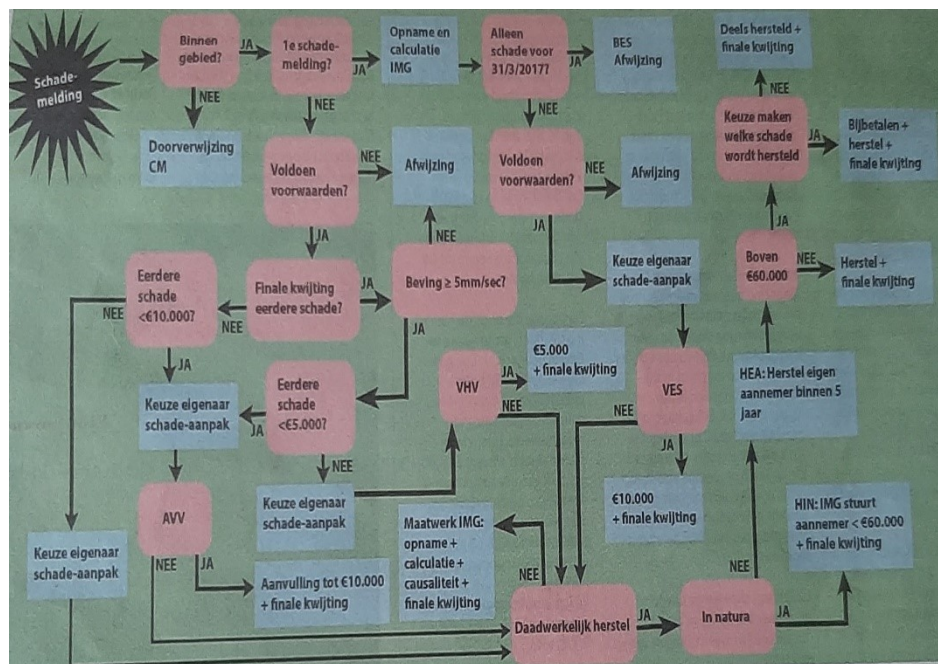 Schade-
melding
Binnen
gebied?
JA
NEE
Doorverwijzing
CM
1e schade-
melding?
JA
NEE
Opname en
calculatie
IMG
Alleen
schade voor
31/3/2017?
JA
NEE
BES
Afwijzing
Deels hersteld +
finale kwijting
NEE
Keuze maken
welke schade
wordt hersteld
JA
Bijbetalen +
herstel +
finale kwijting
JA
Voldoen
voorwaarden?
NEE
JA
Afwijzing
Voldoen
voorwaarden?
NEE
JA
Afwijzing
Boven
€60.000
NEE
Herstel +
finale kwijting
Keuze eigenaar
schade-aanpak
Eerdere
schade
<€10.000?
NEE
JA
Finale kwijting
eerdere schade?
NEE
JA
Beving ≥ 5mm/sec?
NEE
JA
€5.000
+ finale kwijting
Keuze eigenaar
schade-aanpak
Eerdere
schade
<€5.000?
JA
NEE
VHV
JA
NEE
VES
NEE
JA
HEA: Herstel eigen
aannemer binnen 5
jaar
€10.000
+ finale kwijting
Keuze eigenaar
schade-aanpak
AVV
NEE
JA
Aanvulling tot €10.000
+ finale kwijting
Keuze eigenaar
schade-aanpak
Maatwerk IMG:
opname +
calculatie +
causaliteit +
finale kwijting
NEE
HIN: IMG stuurt
aannemer < €60.000
+ finale kwijting
Daadwerkelijk herstel
JA
In natura
NEE
JA